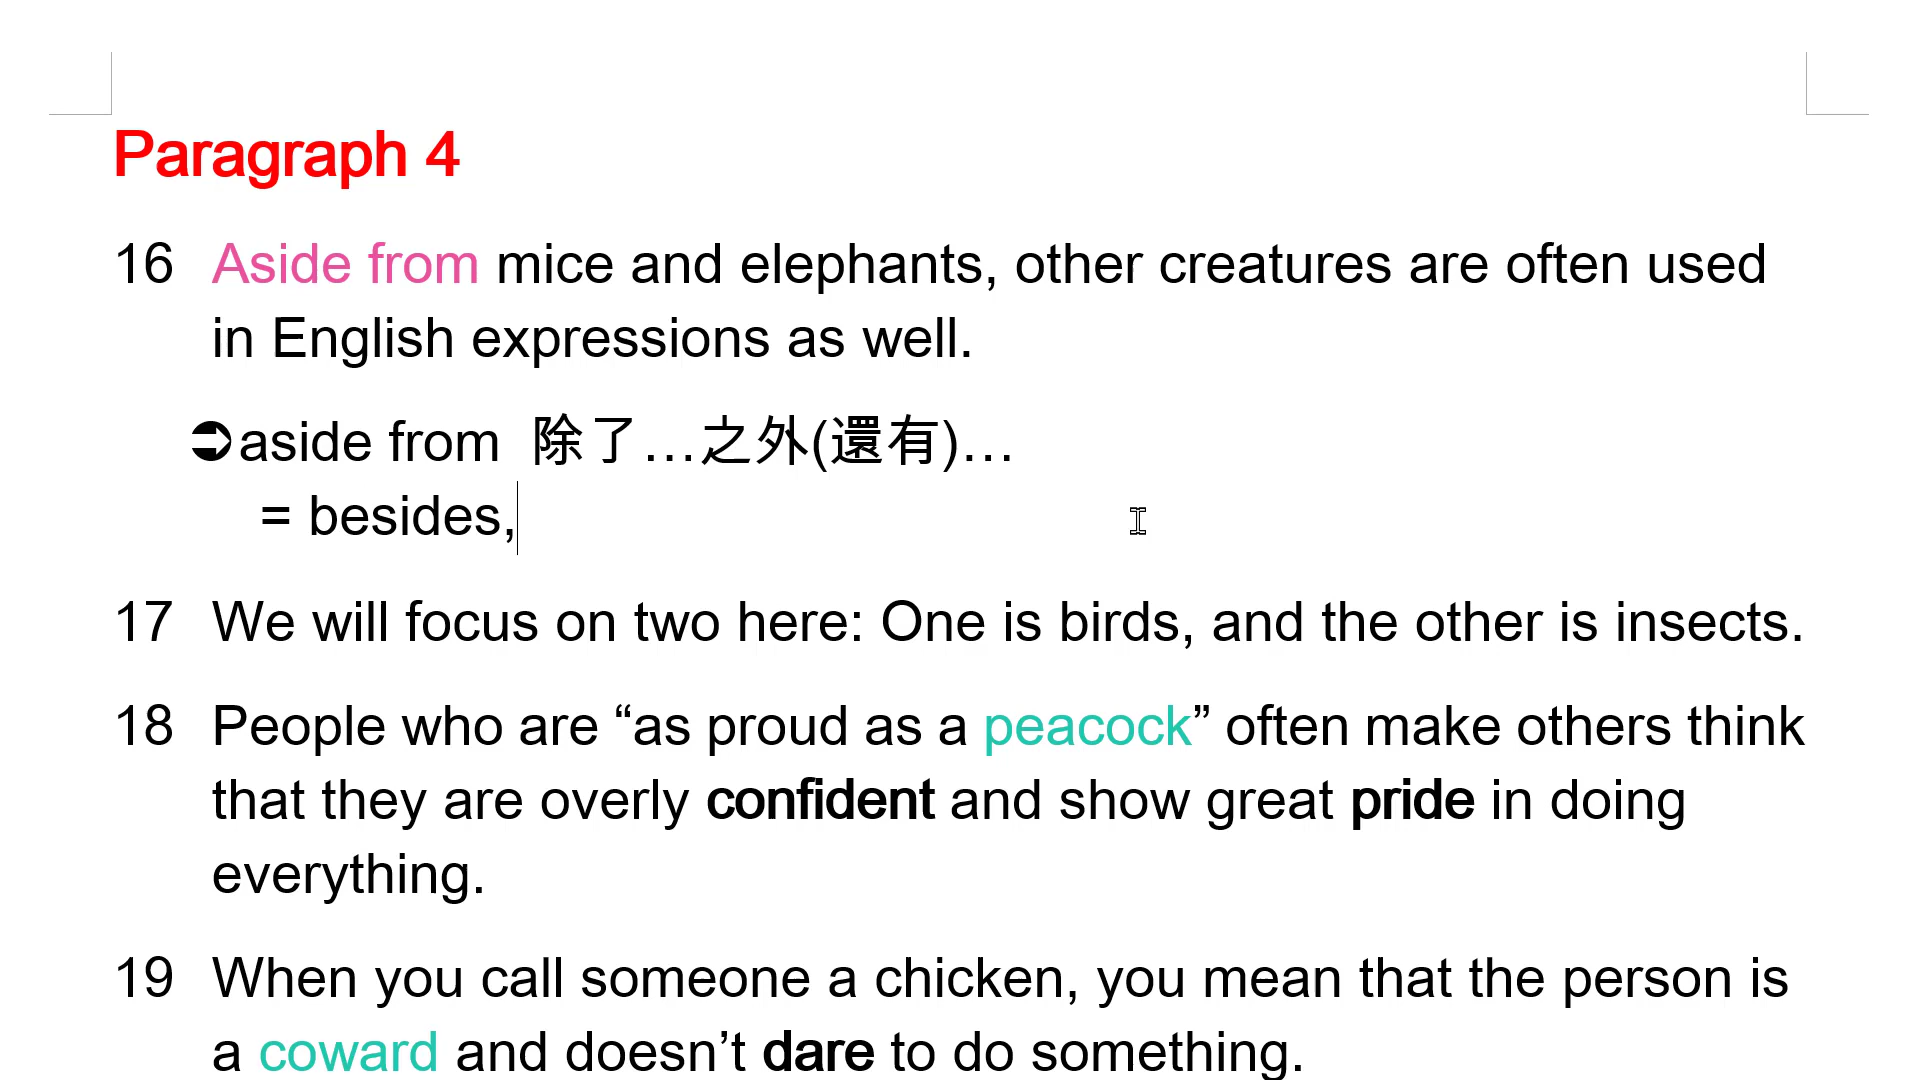 Paragraph 4
16 Aside from mice and elephants, other creatures are often used
in English expressions as well.
➲aside from 除了…之外(還有)…
= besides,
17 We will focus on two here: One is birds, and the other is insects.
18 People who are “as proud as a peacock” often make others think
that they are overly confident and show great pride in doing
everything.
19 When you call someone a chicken, you mean that the person is
a coward and doesn’t dare to do something.